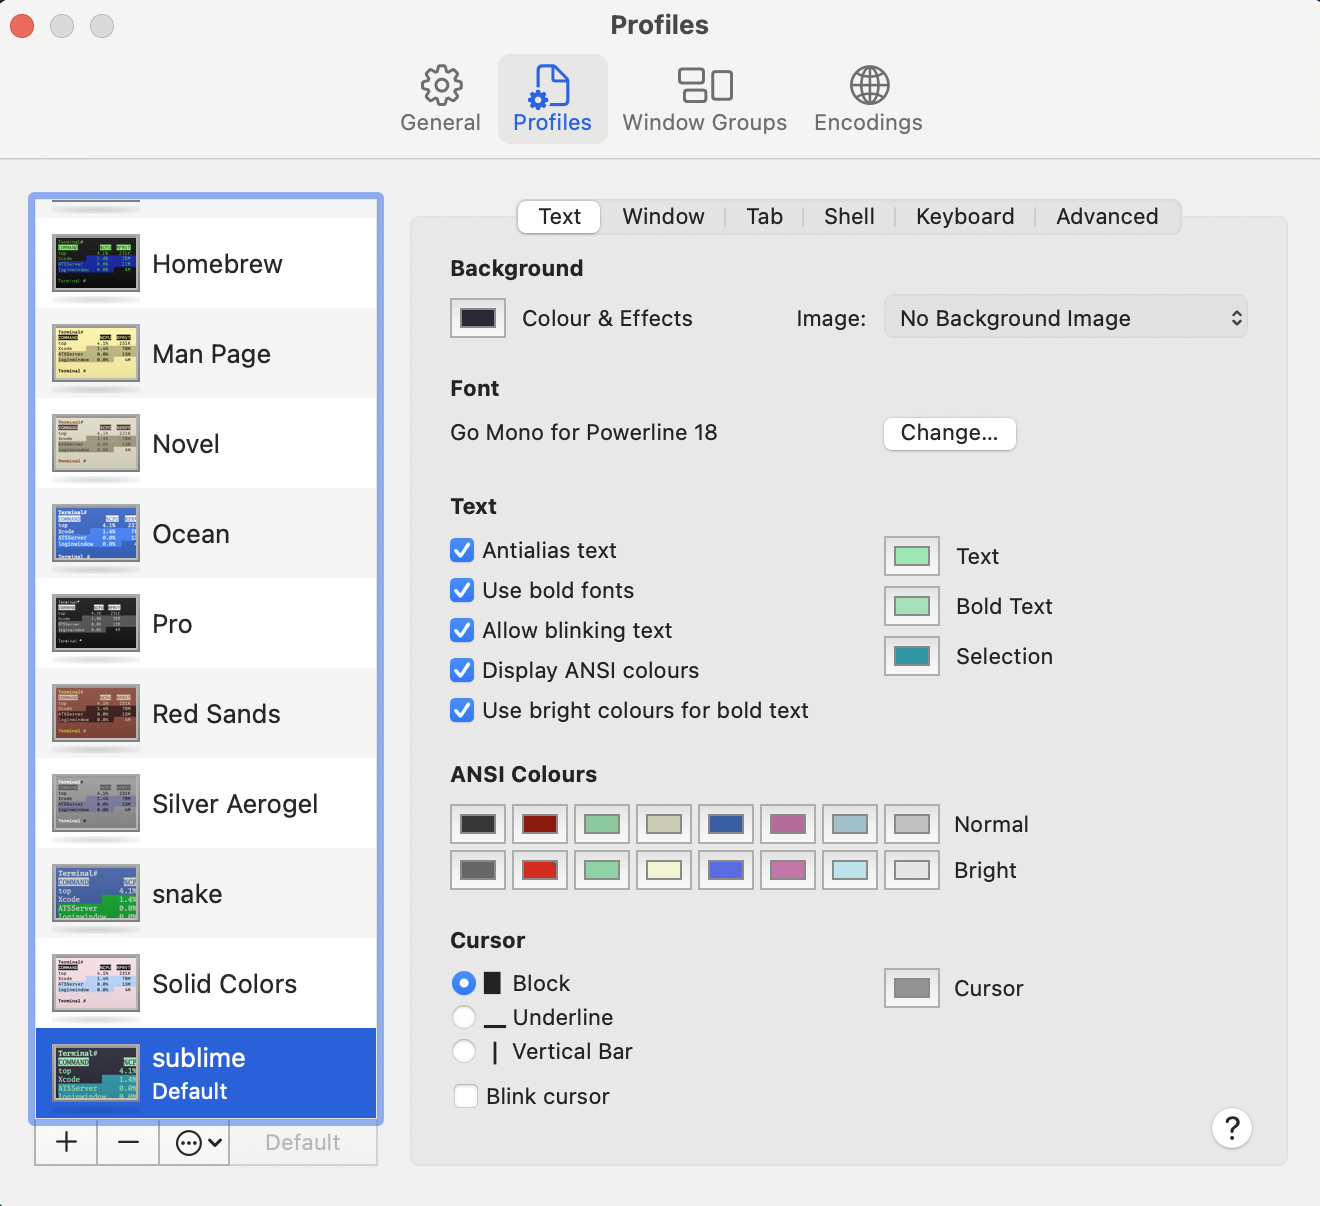 Profiles
General
Profiles
Window Groups
Encodings
Homebrew
Man Page
Novel
Ocean
Pro
Red Sands
Silver Aerogel
snake
Solid Colors
sublime
Default
Default
Text
Window
Tab
Shell
Keyboard
Advanced
Background
Colour & Effects
Image:
No Background Image
Font
Go Mono for Powerline 18
Change...
Text
Antialias text
Use bold fonts
Allow blinking text
Display ANSI colours
Use bright colours for bold text
Text
Bold Text
Selection
ANSI Colours
Normal
Bright
Cursor
Block
Underline
Vertical Bar
Blink cursor
Cursor
?